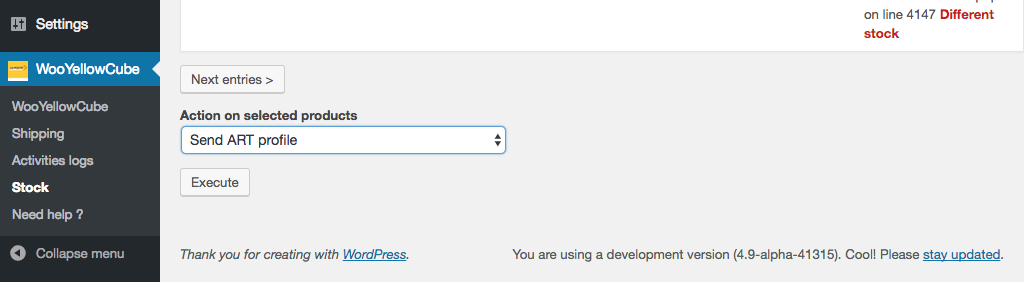 Settings
WooYellowCube
WooYellowCube
Shipping
Activities logs
Stock
Need help ?
Collapse menu
on line 4147 Different
stock
Next entries >
Action on selected products
Send ART profile
Execute
Thank you for creating with WordPress.
You are using a development version (4.9-alpha-41315). Cool! Please stay updated.